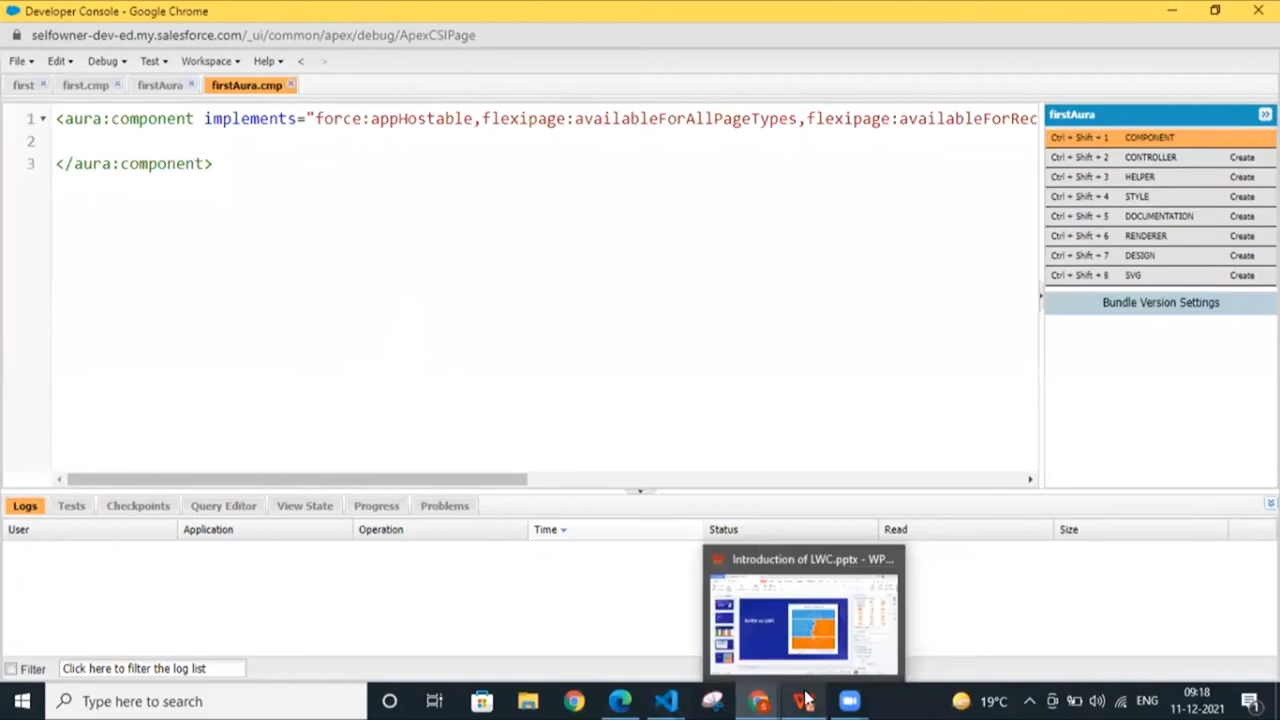 Developer Console - Google Chrome
selfowner-dev-ed.my.salesforce.com/_ui/common/apex/debug/ApexCSIPage
File Edit Debug Test Workspace Help < >
first first.cmp firstAura firstAura.cmp
1 <aura:component implements="force:appHostable,flexipage:availableForAllPageTypes,flexipage:availableForRec
2
3 </aura:component>
firstAura
Ctrl + Shift + 1 COMPONENT
Ctrl + Shift + 2 CONTROLLER Create
Ctrl + Shift + 3 HELPER Create
Ctrl + Shift + 4 STYLE Create
Ctrl + Shift + 5 DOCUMENTATION Create
Ctrl + Shift + 6 RENDERER Create
Ctrl + Shift + 7 DESIGN Create
Ctrl + Shift + 8 SVG Create
Bundle Version Settings
Logs Tests Checkpoints Query Editor View State Progress Problems
User Application Operation Time Status Read Size
Introduction of LWC.pptx - WP...
Filter Click here to filter the log list
Type here to search
19°C ENG
09:18
11-12-2021
1